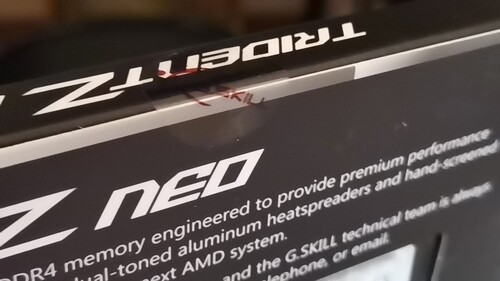 TRIDENTZ
G.SKILL
Z NEO
DDR4 memory engineered to provide premium performance
dual-toned aluminum heatspreaders and hand-screened
next AMD system.
and the G.SKILL technical team is always
telephone, or email.